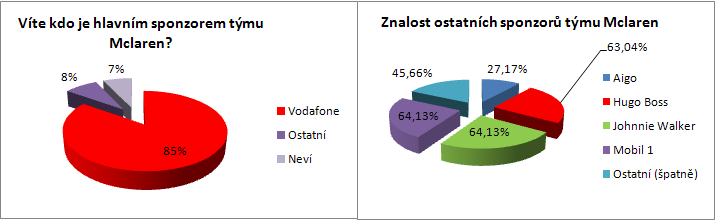 Víte kdo je hlavním sponzorem týmu
Mclaren?
7%
8%
85%
Vodafone
Ostatní
Neví
Znalost ostatních sponzorů týmu Mclaren
63,04%
27,17%
45,66%
64,13%
64,13%
Aigo
Hugo Boss
Johnnie Walker
Mobil 1
Ostatní (špatně)